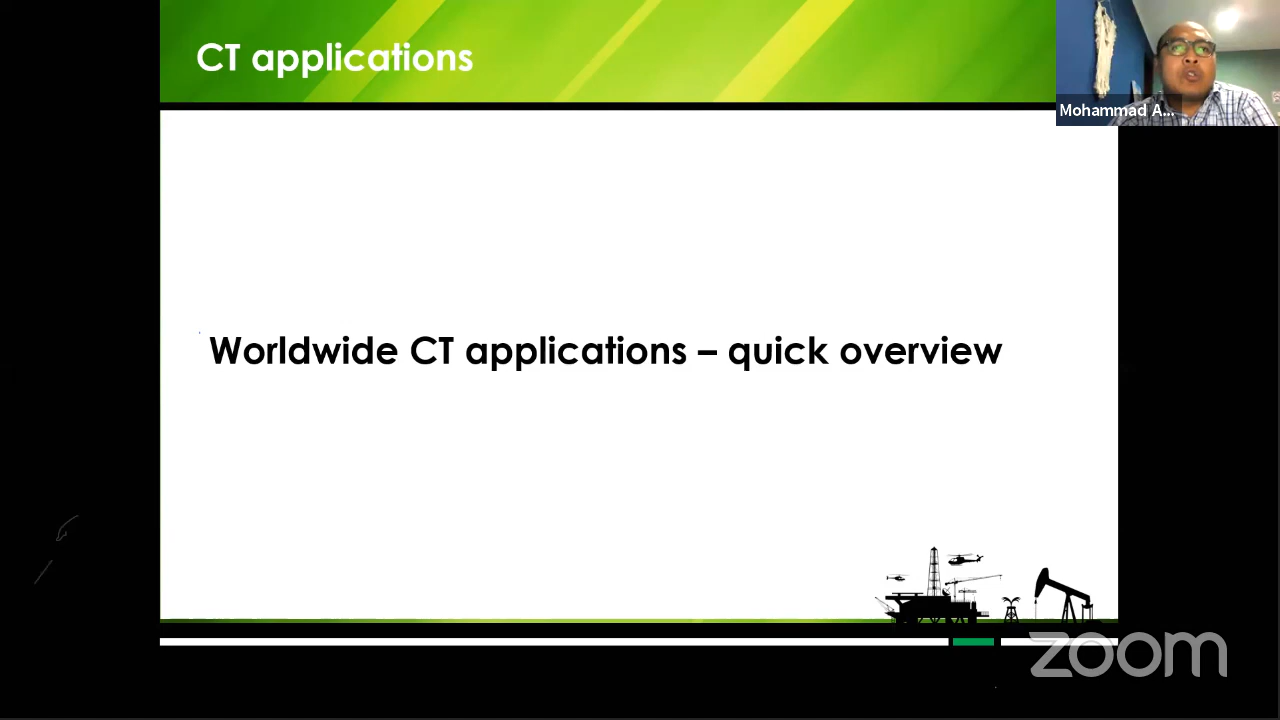 CT applications
Mohammad A...
Worldwide CT applications – quick overview
zoom